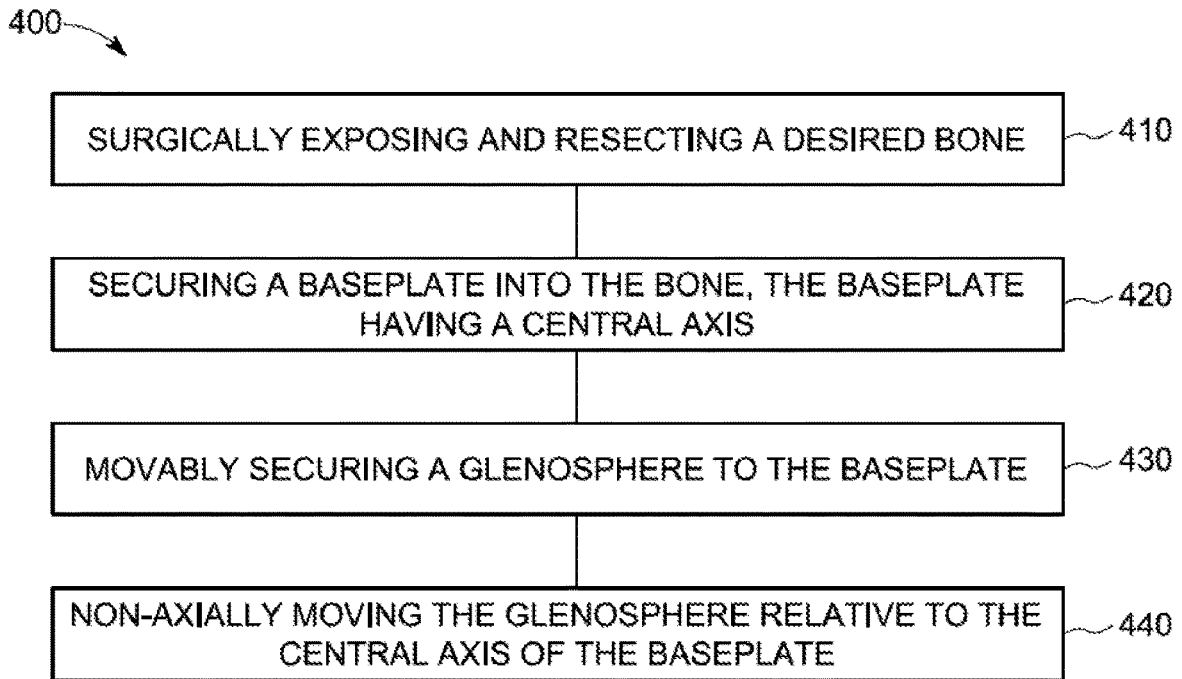 400
SURGICALLY EXPOSING AND RESECTING A DESIRED BONE
410
SECURING A BASEPLATE INTO THE BONE, THE BASEPLATE
HAVING A CENTRAL AXIS
420
MOVABLY SECURING A GLENOSPHERE TO THE BASEPLATE
430
NON-AXIALLY MOVING THE GLENOSPHERE RELATIVE TO THE
CENTRAL AXIS OF THE BASEPLATE
440